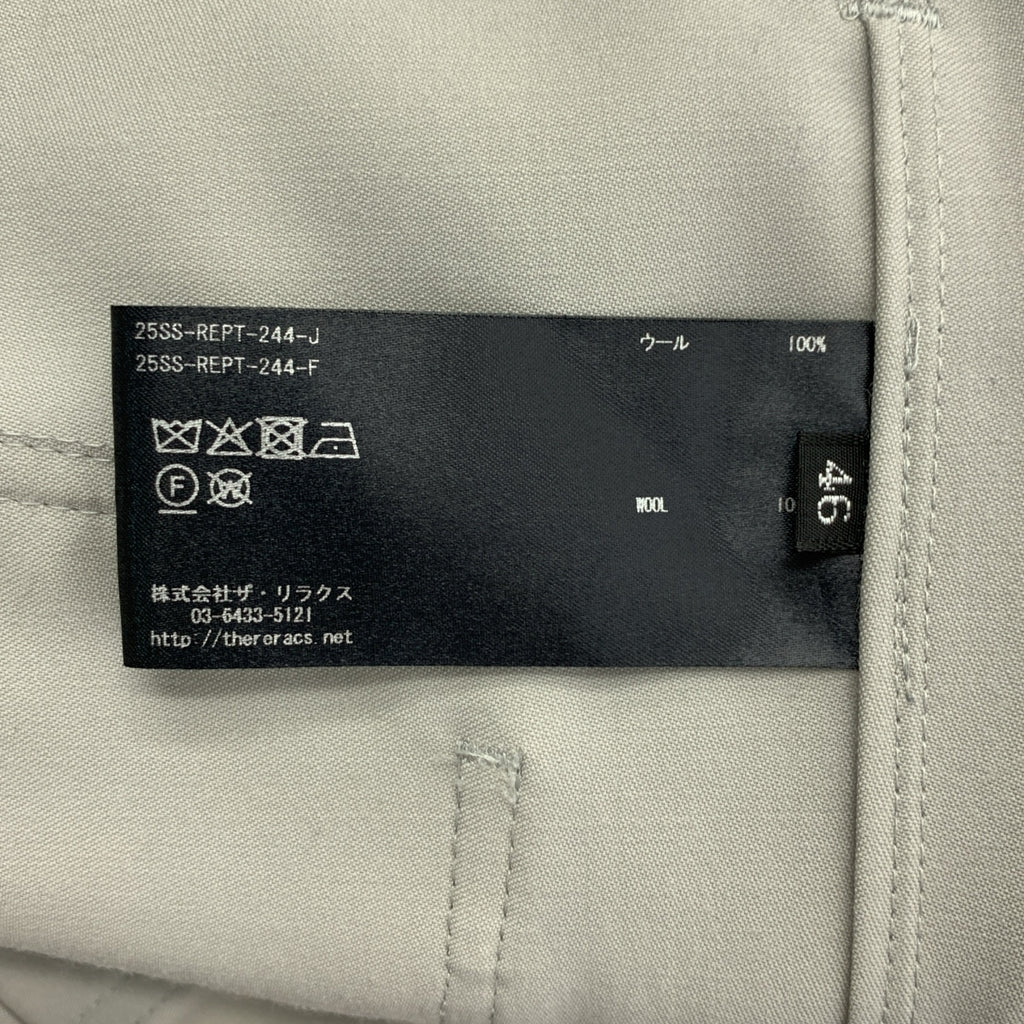 25SS-REPT-244-J
25SS-REPT-244-F
ウール 100%
F
W
WOOL 10
46
株式会社ザ・リラクス
03-6433-5121
http://thereracs.net